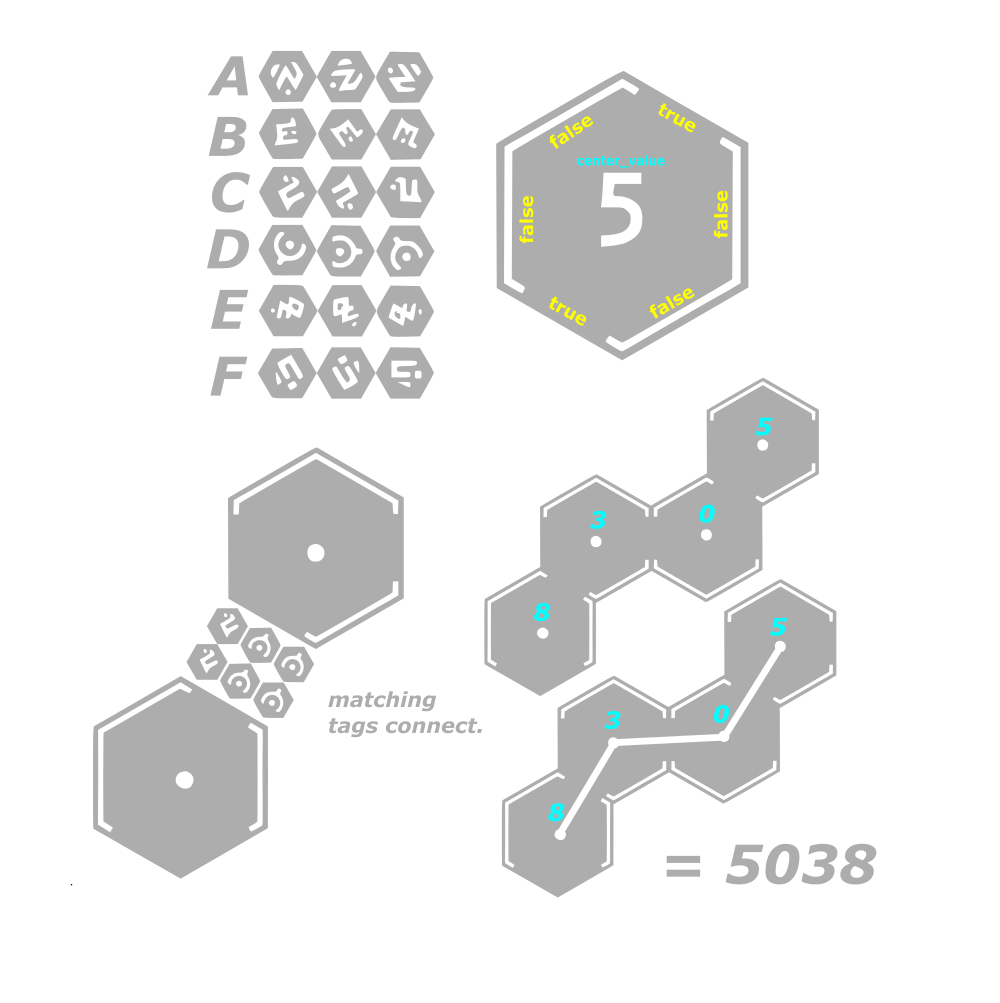 A
B
C
D
E
F
false
true
center_value
5
false
false
true
false
5
3
0
8
matching
tags connect.
5
3
0
8
= 5038